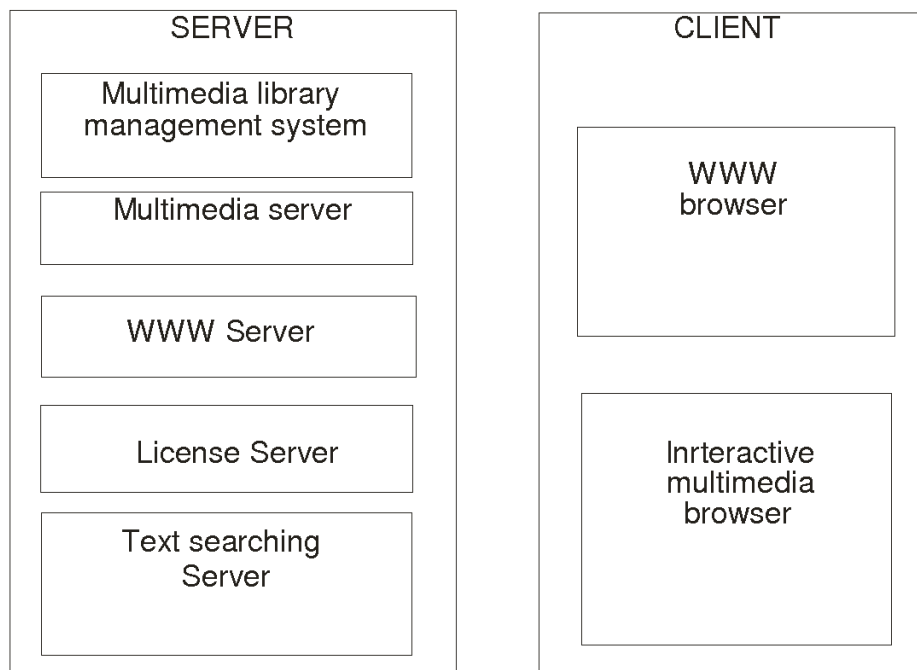 SERVER
Multimedia library
management system
Multimedia server
WWW Server
License Server
Text searching
Server
CLIENT
WWW
browser
Inrteractive
multimedia
browser